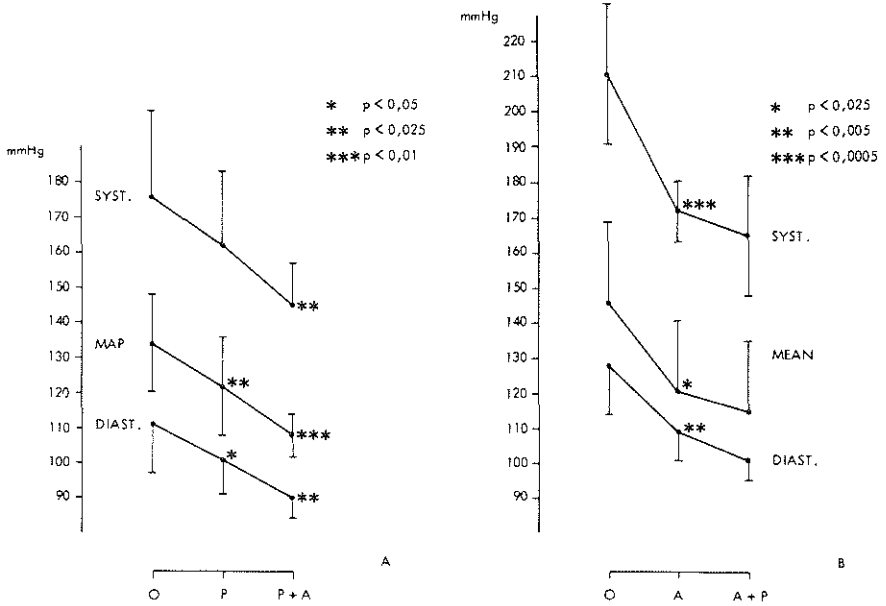 mmHg
* p < 0,05
** p < 0,025
*** p < 0,01
180
170
160
150
140
130
120
110
100
90
SYST.
MAP
DIAST.
**
**
***
*
**
A
O P P + A
mmHg
* p < 0,025
** p < 0,005
*** p < 0,0005
220
210
200
190
180
170
160
150
140
130
120
110
100
90
***
SYST.
MEAN
*
**
DIAST.
B
O A A + P